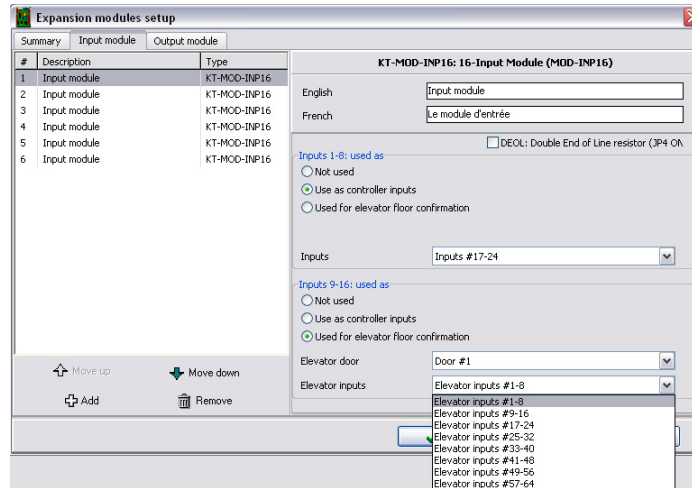 Expansion modules setup
Summary Input module Output module
# Description Type
1 Input module KT-MOD-INP16
2 Input module KT-MOD-INP16
3 Input module KT-MOD-INP16
4 Input module KT-MOD-INP16
5 Input module KT-MOD-INP16
6 Input module KT-MOD-INP16
Move up Move down
Add Remove
KT-MOD-INP16: 16-Input Module (MOD-INP16)
English Input module
French Le module d'entrée
DEOL: Double End of Line resistor (JP4 ON
Inputs 1-8: used as
Not used
Use as controller inputs
Used for elevator floor confirmation
Inputs Inputs #17-24
Inputs 9-16: used as
Not used
Use as controller inputs
Used for elevator floor confirmation
Elevator door Door #1
Elevator inputs Elevator inputs #1-8
Elevator inputs #1-8
Elevator inputs #9-16
Elevator inputs #17-24
Elevator inputs #25-32
Elevator inputs #33-40
Elevator inputs #41-48
Elevator inputs #49-56
Elevator inputs #57-64